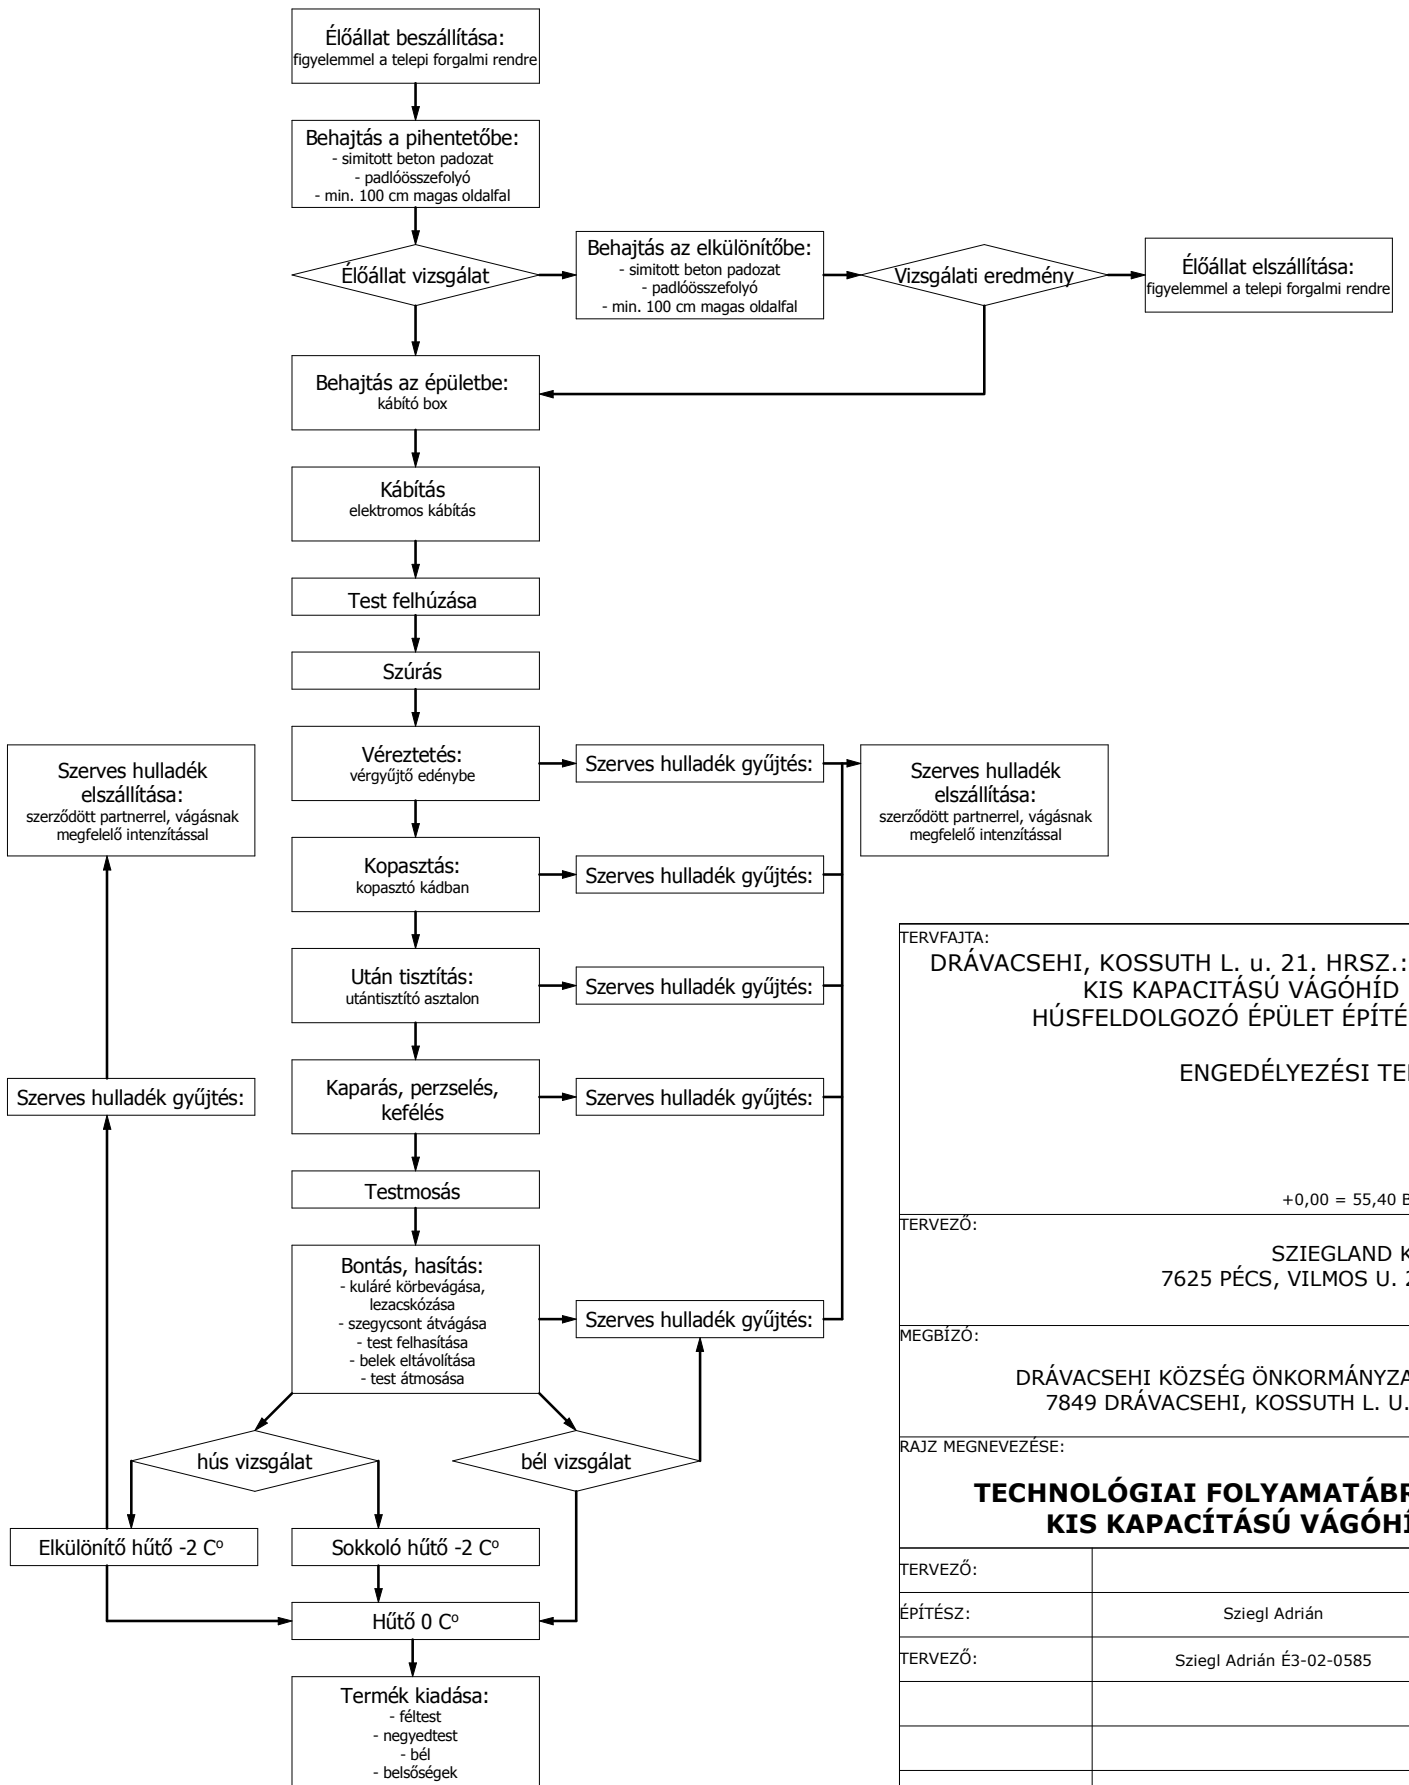 Élőállat beszállítása:
figyelemmel a telepi forgalmi rendre
Behajtás a pihentetőbe:
- simitott beton padozat
- padlóösszefolyó
- min. 100 cm magas oldalfal
Élőállat vizsgálat
Behajtás az elkülönítőbe:
- simitott beton padozat
- padlóösszefolyó
- min. 100 cm magas oldalfal
Vizsgálati eredmény
Élőállat elszállítása:
figyelemmel a telepi forgalmi rendre
Behajtás az épületbe:
kábító box
Kábítás
elektromos kábítás
Test felhúzása
Szúrás
Véreztetés:
vérgyűjtő edénybe
Szerves hulladék gyűjtés:
Szerves hulladék
elszállítása:
szerződött partnerrel, vágásnak
megfelelő intenzítással
Szerves hulladék
elszállítása:
szerződött partnerrel, vágásnak
megfelelő intenzítással
Kopasztás:
kopasztó kádban
Szerves hulladék gyűjtés:
Után tisztítás:
utántisztító asztalon
Szerves hulladék gyűjtés:
Kaparás, perzselés,
kefélés
Szerves hulladék gyűjtés:
Szerves hulladék gyűjtés:
Testmosás
Bontás, hasítás:
- kuláré körbevágása,
lezacskózása
- szegycsont átvágása
- test felhasítása
- belek eltávolítása
- test átmosása
Szerves hulladék gyűjtés:
hús vizsgálat
bél vizsgálat
Elkülönítő hűtő -2 Cº
Sokkoló hűtő -2 Cº
Hűtő 0 Cº
Termék kiadása:
- féltest
- negyedtest
- bél
- belsőségek
TERVFAJTA:
DRÁVACSEHI, KOSSUTH L. u. 21. HRSZ.:
KIS KAPACITÁSÚ VÁGÓHÍD
HÚSFELDOLGOZÓ ÉPÜLET ÉPÍTÉ
ENGEDÉLYEZÉSI TE
+0,00 = 55,40 B
TERVEZŐ:
SZIEGLAND K
7625 PÉCS, VILMOS U. 2
MEGBÍZÓ:
DRÁVACSEHI KÖZSÉG ÖNKORMÁNYZA
7849 DRÁVACSEHI, KOSSUTH L. U.
RAJZ MEGNEVEZÉSE:
TECHNOLÓGIAI FOLYAMATÁBR
KIS KAPACÍTÁSÚ VÁGÓHÍ
TERVEZŐ:
ÉPÍTÉSZ:
Sziegl Adrián
TERVEZŐ:
Sziegl Adrián É3-02-0585